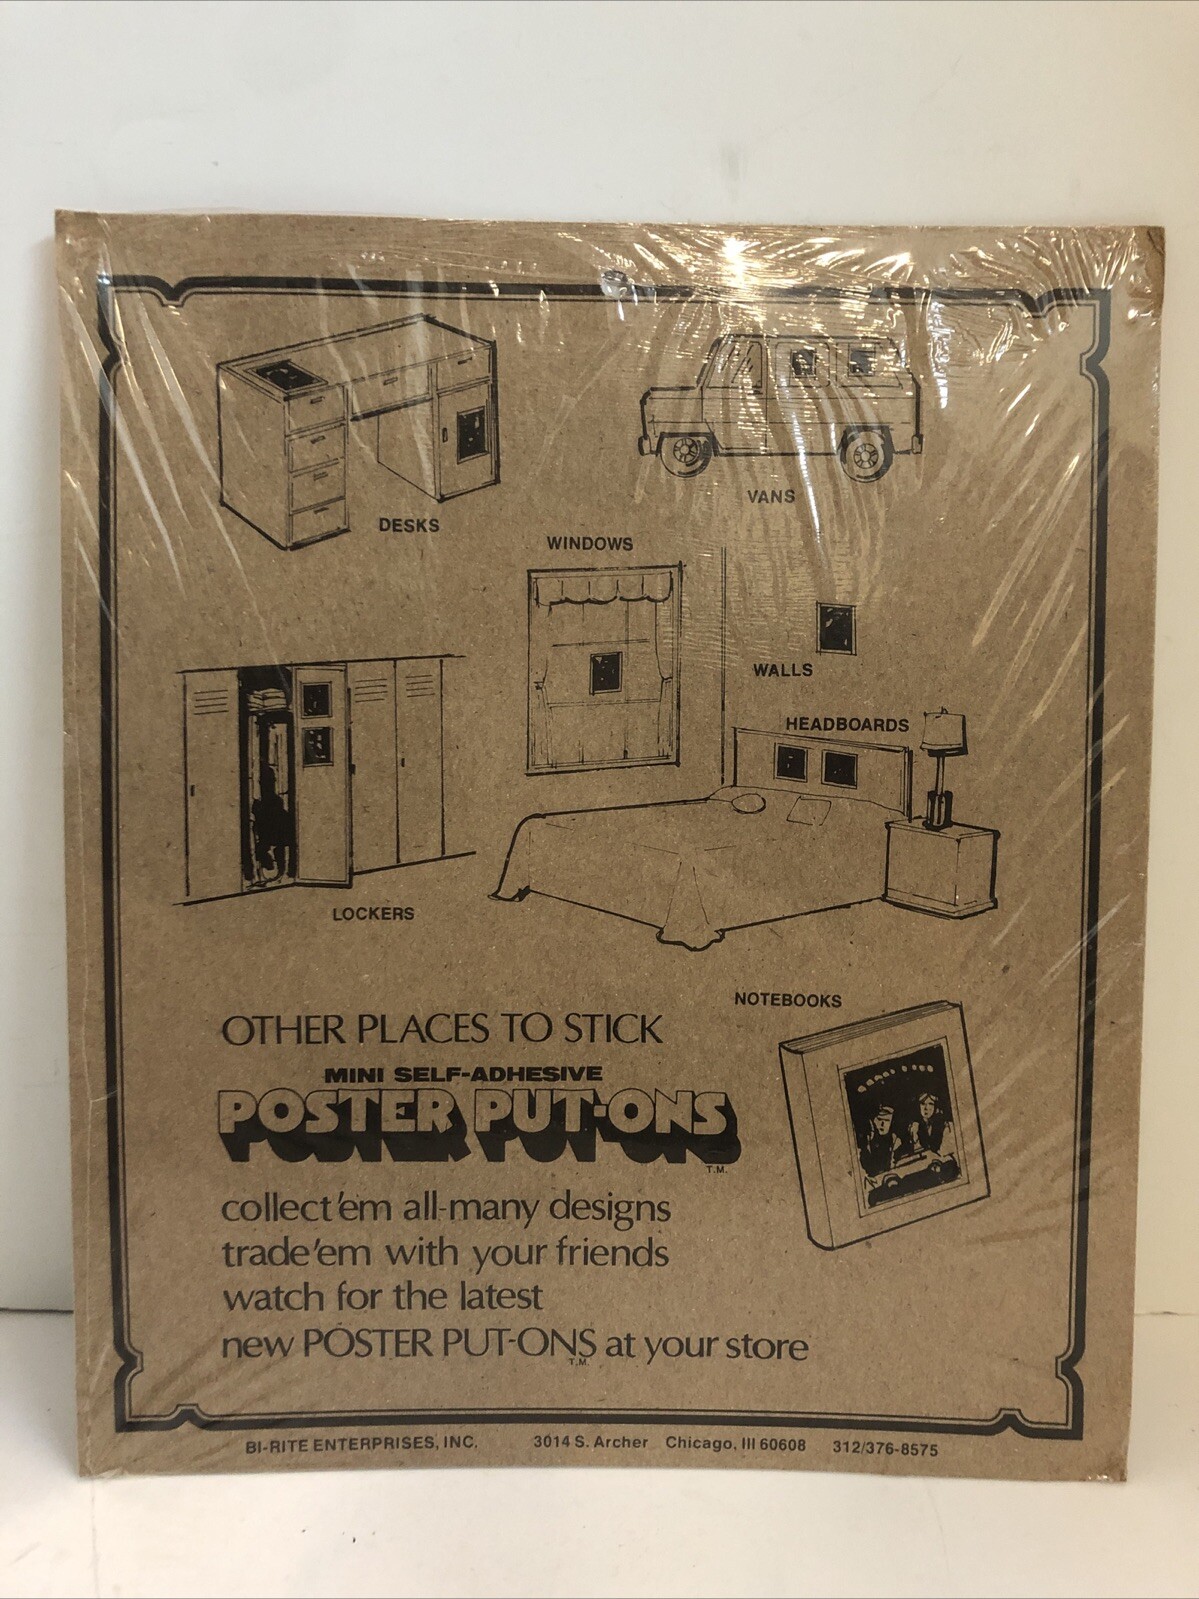 DESKS
VANS
WINDOWS
WALLS
HEADBOARDS
LOCKERS
NOTEBOOKS
OTHER PLACES TO STICK
MINI SELF-ADHESIVE
POSTER PUT-ONS
T.M.
collect 'em all-many designs
trade 'em with your friends
watch for the latest
new POSTER PUT-ONS at your store
T.M.
BI-RITE ENTERPRISES, INC. 3014 S. Archer Chicago, Ill 60608 312/376-8575